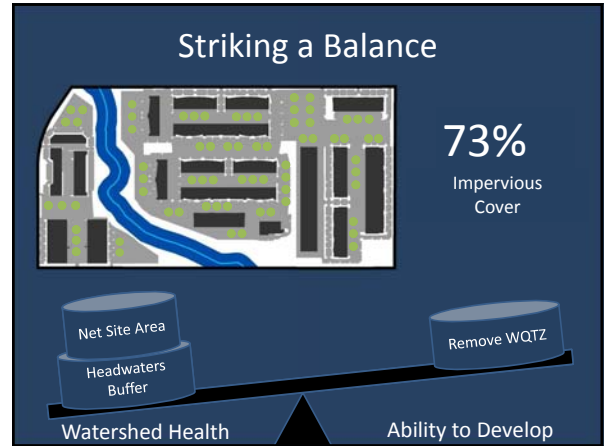 Striking a Balance
73%
Impervious
Cover
Net Site Area
Headwaters
Buffer
Remove WQTZ
Watershed Health
Ability to Develop